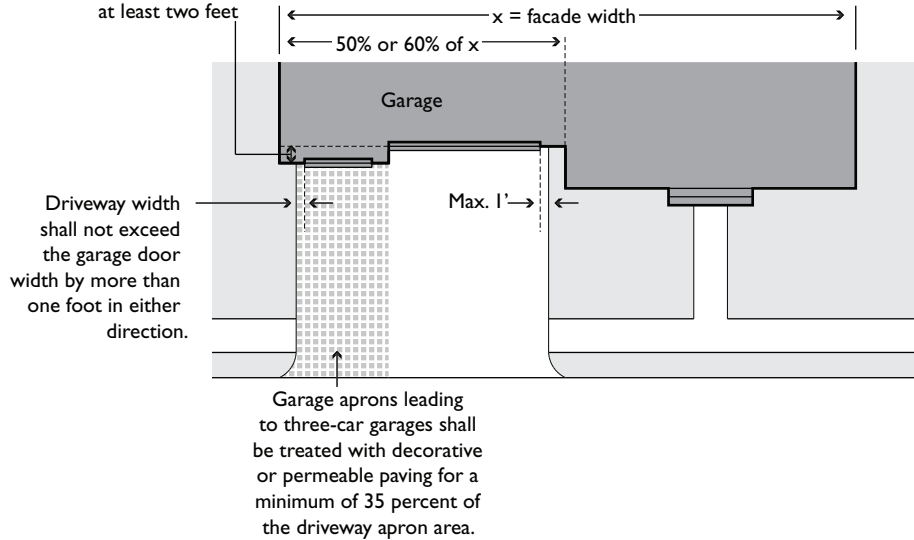 at least two feet
x = facade width
50% or 60% of x
Garage
Driveway width
shall not exceed
the garage door
width by more than
one foot in either
direction.
Max. 1’
Garage aprons leading
to three-car garages shall
be treated with decorative
or permeable paving for a
minimum of 35 percent of
the driveway apron area.